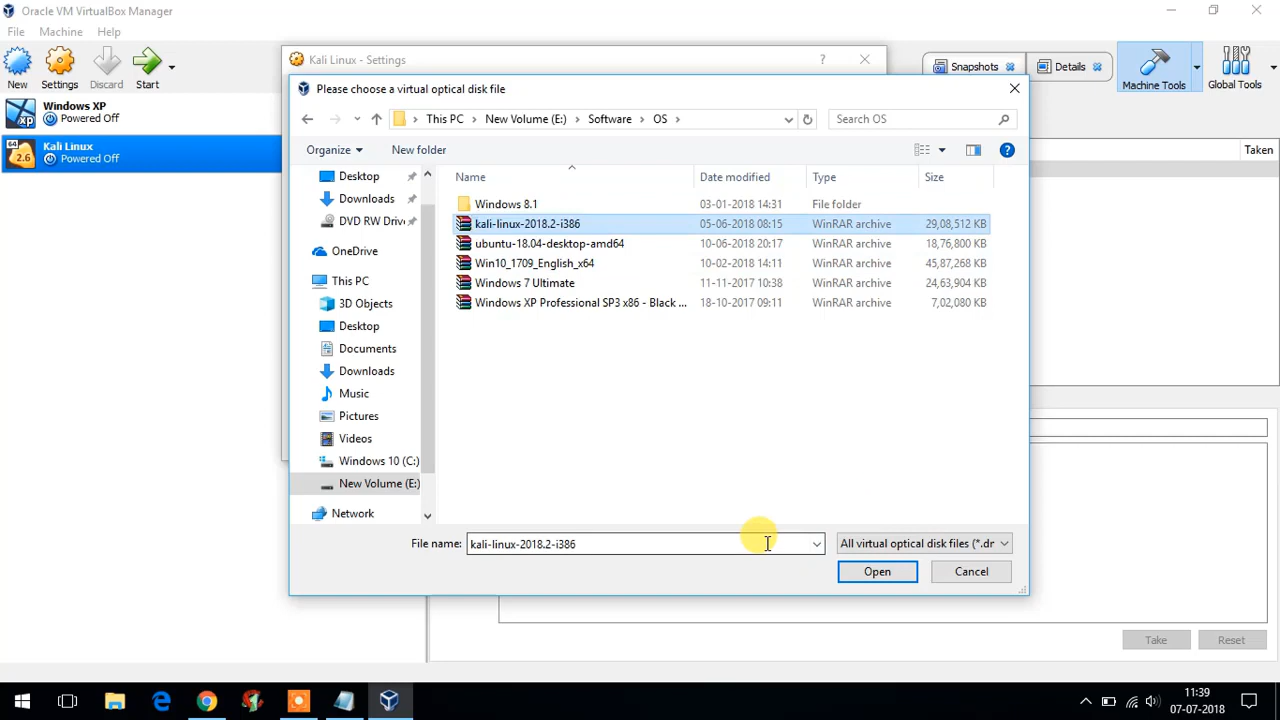 Oracle VM VirtualBox Manager
File Machine Help
New Settings Discard Start
Snapshots Details Machine Tools Global Tools
Windows XP
Powered Off
64
2.6
Kali Linux
Powered Off
Taken
Kali Linux - Settings ?
Please choose a virtual optical disk file
This PC > New Volume (E:) > Software > OS >
Search OS
Organize New folder
Name Date modified Type Size
Desktop
Downloads
DVD RW Drive
OneDrive
This PC
3D Objects
Desktop
Documents
Downloads
Music
Pictures
Videos
Windows 10 (C:)
New Volume (E:)
Network
Windows 8.1 03-01-2018 14:31 File folder
kali-linux-2018.2-i386 05-06-2018 08:15 WinRAR archive 29,08,512 KB
ubuntu-18.04-desktop-amd64 10-06-2018 20:17 WinRAR archive 18,76,800 KB
Win10_1709_English_x64 10-02-2018 14:11 WinRAR archive 45,87,268 KB
Windows 7 Ultimate 11-11-2017 10:38 WinRAR archive 24,63,904 KB
Windows XP Professional SP3 x86 - Black ... 18-10-2017 09:11 WinRAR archive 7,02,080 KB
File name: kali-linux-2018.2-i386 All virtual optical disk files (*.dr
Open Cancel
Take Reset
11:39
07-07-2018